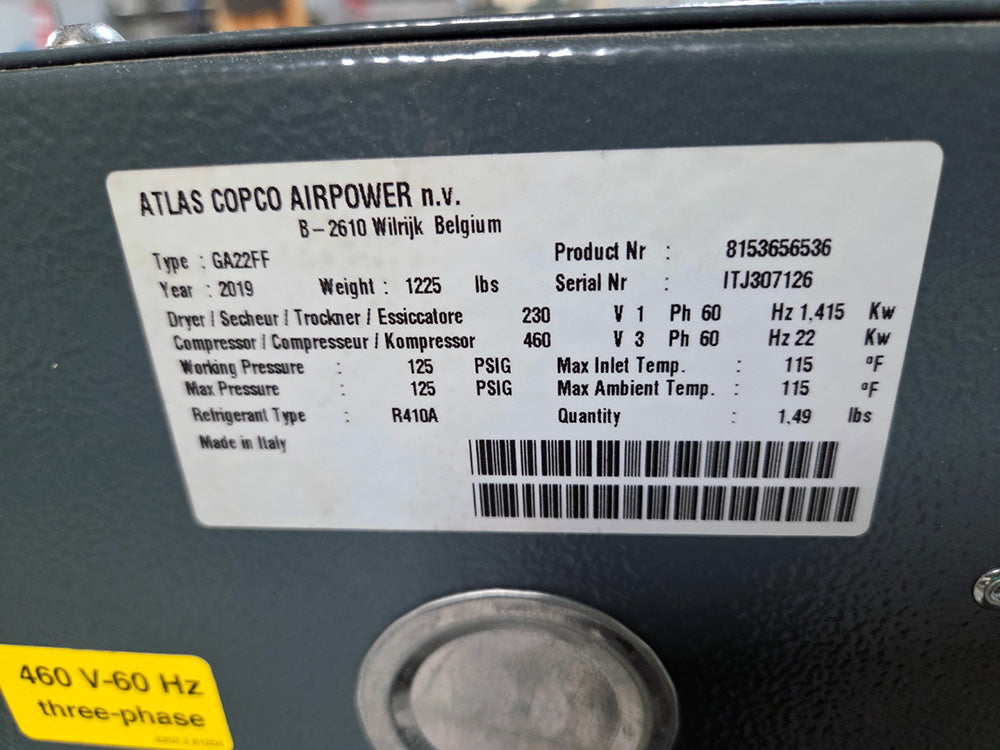 ATLAS COPCO AIRPOWER n.v.
B-2610 Wilrijk Belgium
Type : GA22FF
Product Nr : 8153656536
Year : 2019 Weight : 1225 lbs Serial Nr : ITJ307126
Dryer / Secheur / Trockner / Essiccatore 230 V 1 Ph 60 Hz 1,415 Kw
Compressor / Compresseur / Kompressor 460 V 3 Ph 60 Hz 22 Kw
Working Pressure : 125 PSIG Max Inlet Temp. : 115 °F
Max Pressure : 125 PSIG Max Ambient Temp. : 115 °F
Refrigerant Type : R410A Quantity : 1,49 lbs
Made in Italy
460 V-60 Hz
three-phase